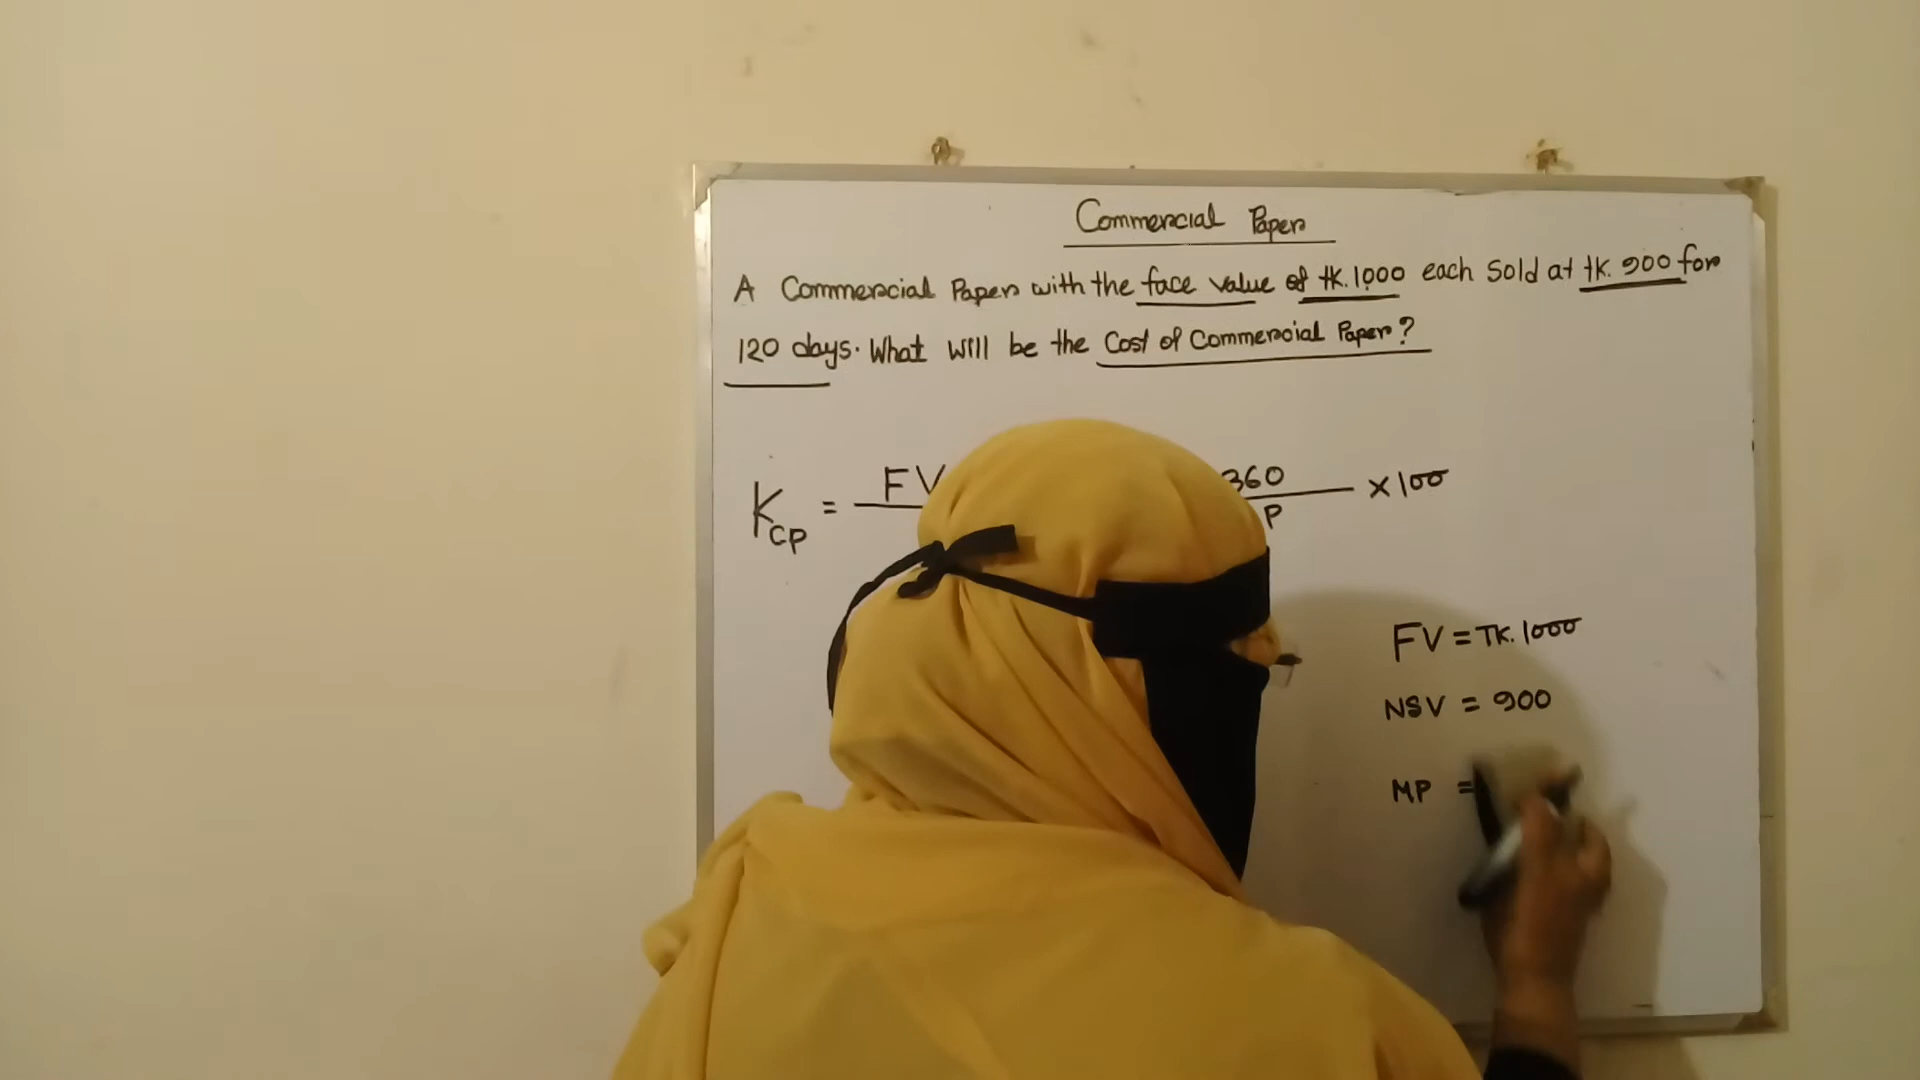 Commercial Paper
A Commercial Paper with the face value of tk. 1000 each Sold at tk. 900 for
120 days. What will be the Cost of Commercial Paper?
Kcp = FV 360 P × 100
FV = TK. 1000
NSV = 900
MP =